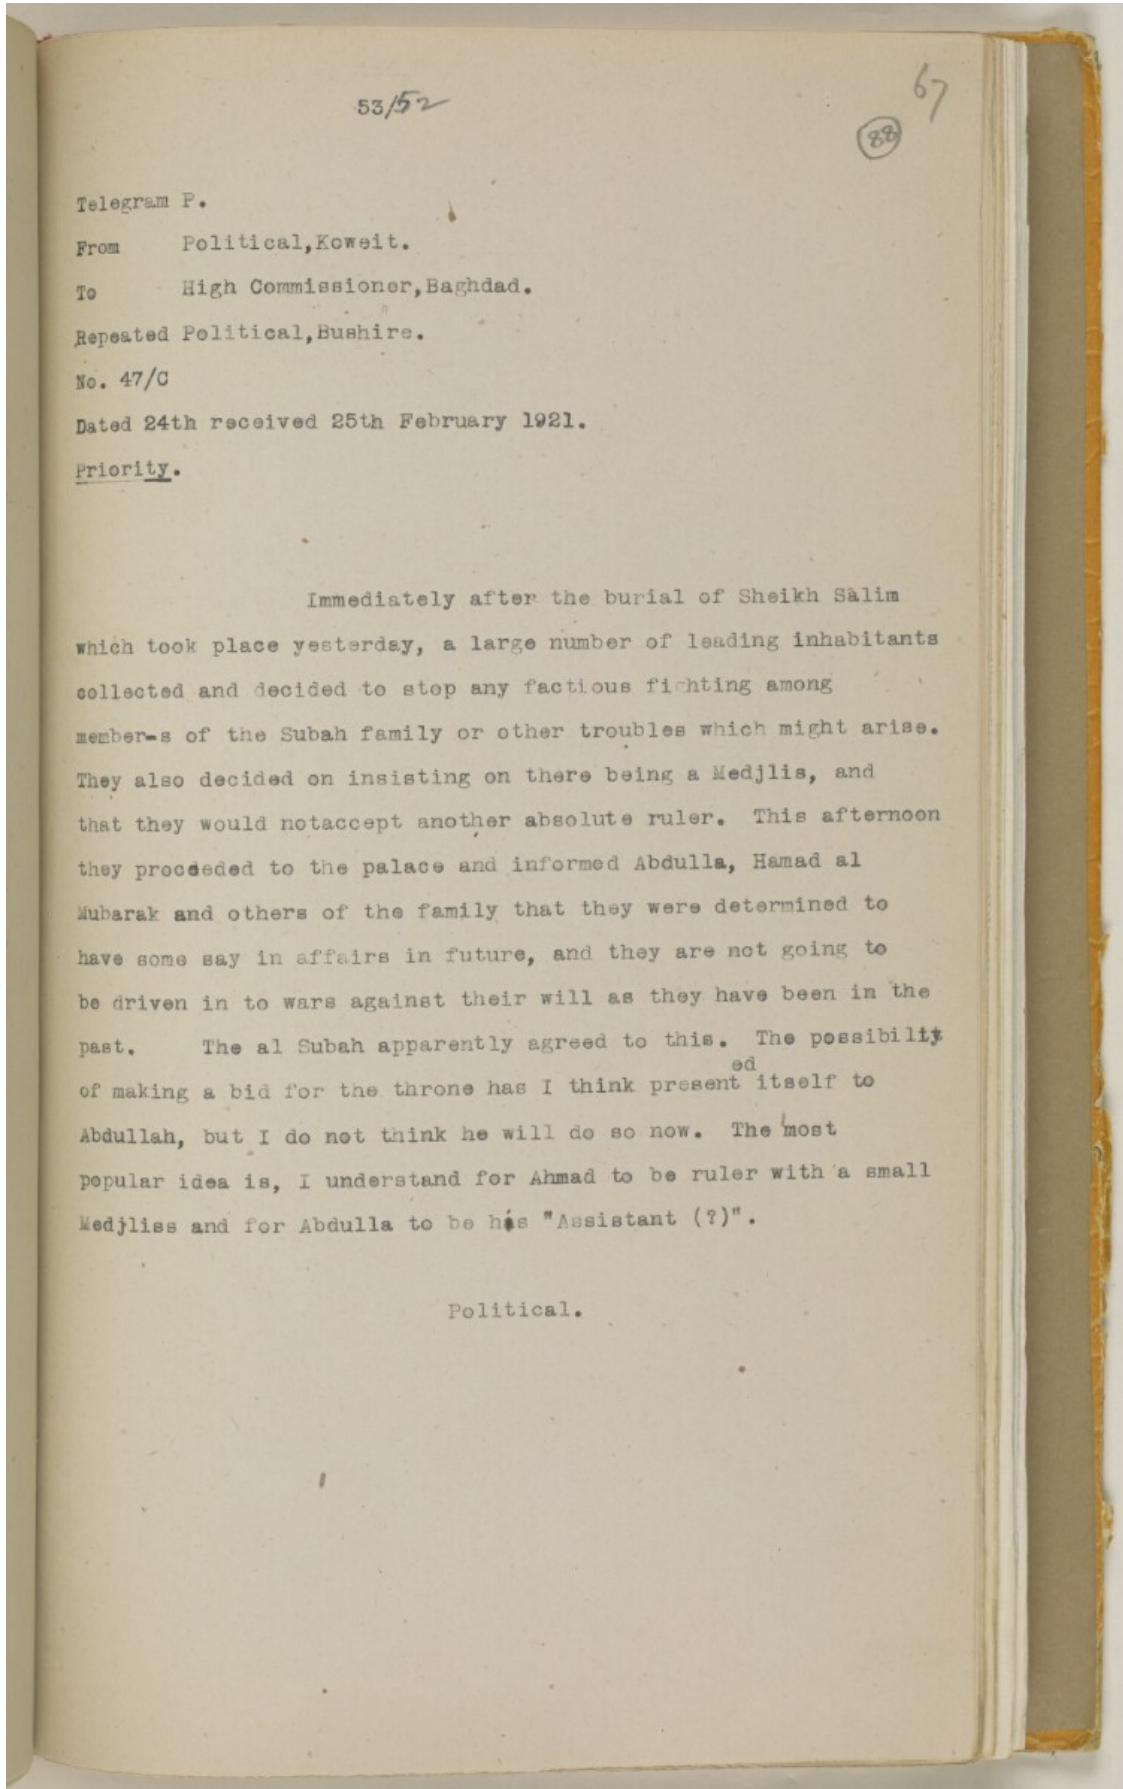 67
53/52
88
Telegram P.
From Political,Koweit.
To High Commissioner,Baghdad.
Repeated Political,Bushire.
No. 47/C
Dated 24th received 25th February 1921.
Priority.
Immediately after the burial of Sheikh Salim
which took place yesterday, a large number of leading inhabitants
collected and decided to stop any factious fighting among
member-s of the Subah family or other troubles which might arise.
They also decided on insisting on there being a Medjlis, and
that they would notaccept another absolute ruler. This afternoon
they proceeded to the palace and informed Abdulla, Hamad al
Mubarak and others of the family that they were determined to
have some say in affairs in future, and they are not going to
be driven in to wars against their will as they have been in the
past. The al Subah apparently agreed to this. The possibility
of making a bid for the throne has I think presented itself to
Abdullah, but I do not think he will do so now. The most
popular idea is, I understand for Ahmad to be ruler with a small
Medjliss and for Abdulla to be his "Assistant (?)".
Political.